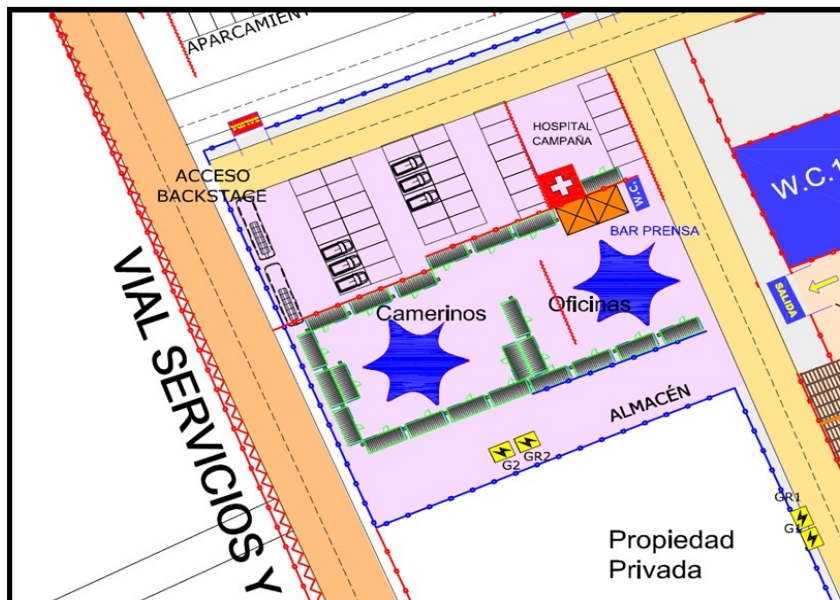 APARCAMIEN
HOSPITAL
CAMPAÑA
ACCESO
BACKSTAGE
W.C.
W.C.1
BAR PRENSA
SALIDA
Camerinos
Oficinas
VIAL SERVICIOS Y
ALMACÉN
G2
GR2
GR1
G1
Propiedad
Privada